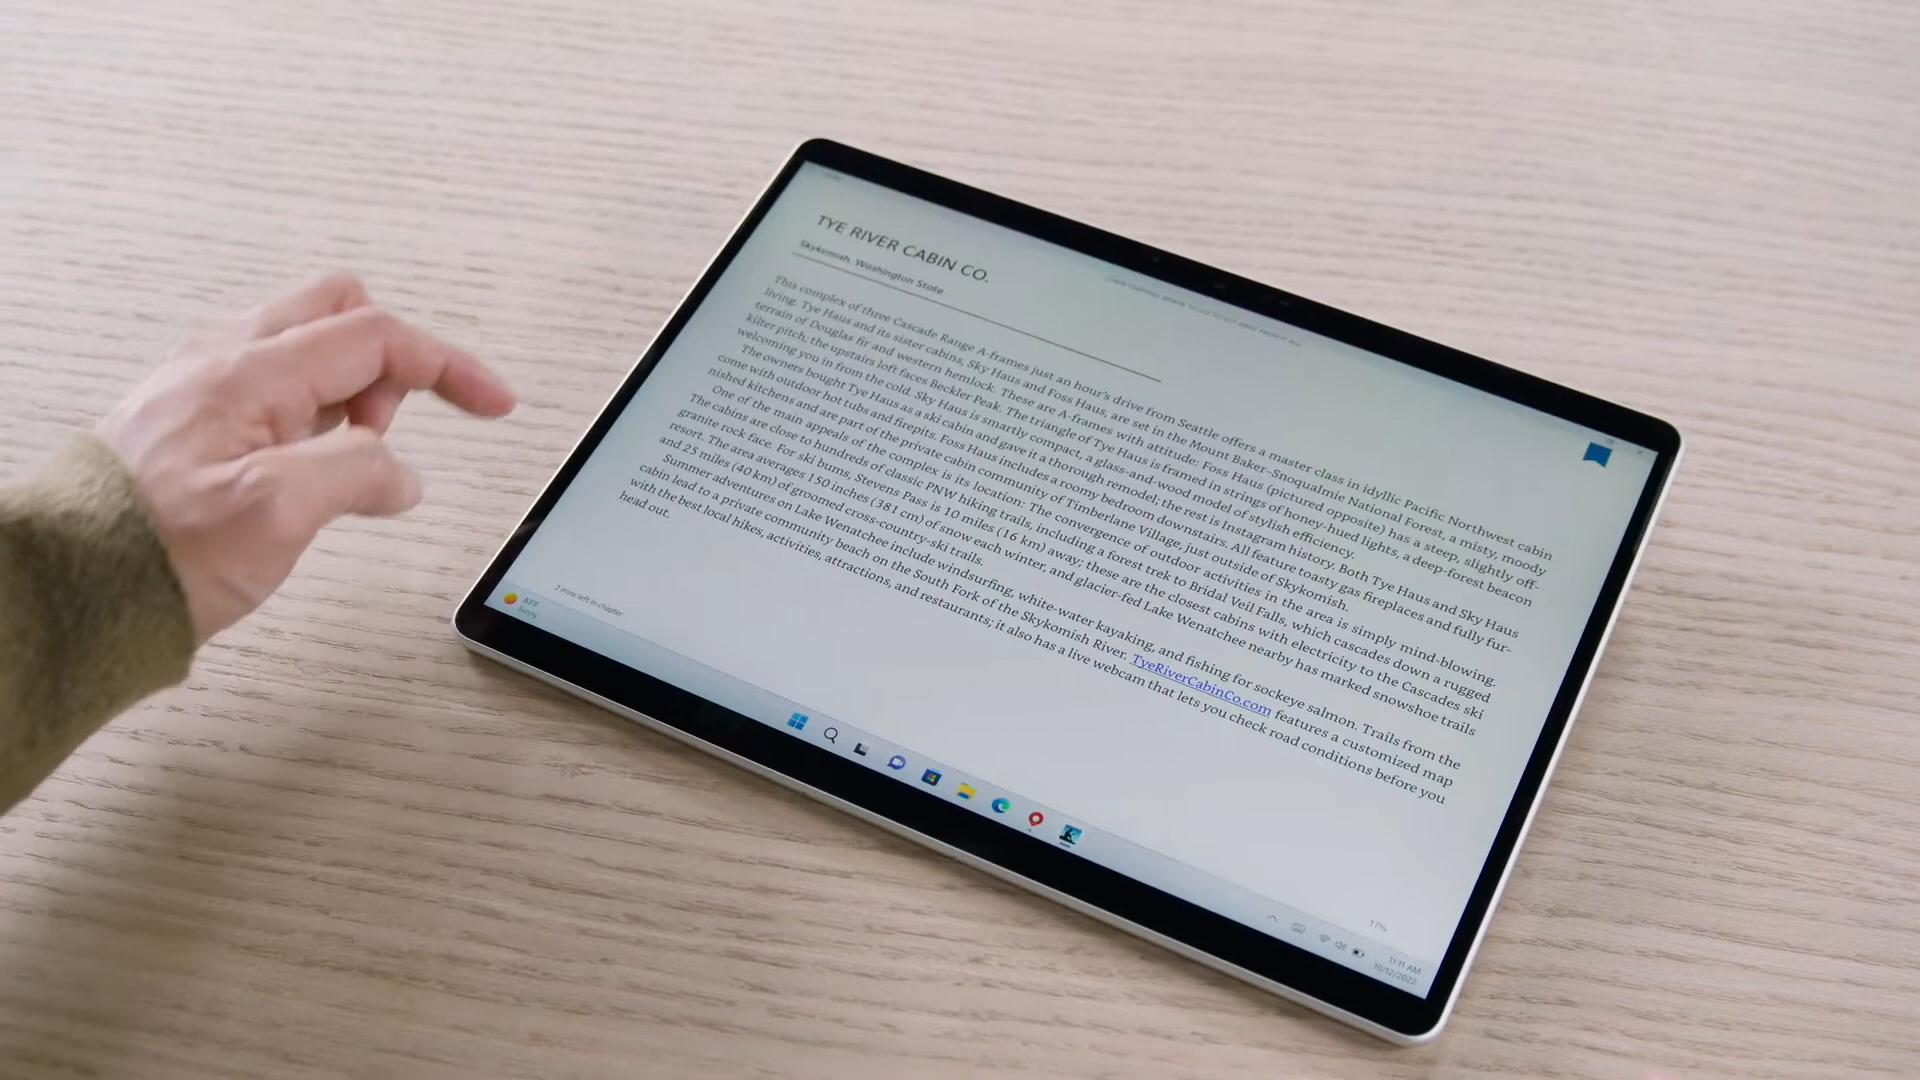 TYE RIVER CABIN CO.
Skykomish, Washington State
This complex of three Cascade Range A-frames just an hour's drive from Seattle offers a master class in idyllic Pacific Northwest cabin
living. Tye Haus and its sister cabins, Sky Haus and Foss Haus, are set in the Mount Baker–Snoqualmie National Forest, a misty, moody
terrain of Douglas fir and western hemlock. These are A-frames with attitude: Foss Haus (pictured opposite) has a steep, slightly off-
kilter pitch; the upstairs loft faces Beckler Peak. The triangle of Tye Haus is framed in strings of honey-hued lights, a deep-forest beacon
welcoming you in from the cold. Sky Haus is smartly compact, a glass-and-wood model of stylish efficiency.
The owners bought Tye Haus as a ski cabin and gave it a thorough remodel; the rest is Instagram history. Both Tye Haus and Sky Haus
come with outdoor hot tubs and firepits. Foss Haus includes a roomy bedroom downstairs. All feature toasty gas fireplaces and fully fur-
nished kitchens and are part of the private cabin community of Timberlane Village, just outside of Skykomish.
One of the main appeals of the complex is its location: The convergence of outdoor activities in the area is simply mind-blowing.
The cabins are close to hundreds of classic PNW hiking trails, including a forest trek to Bridal Veil Falls, which cascades down a rugged
granite rock face. For ski bums, Stevens Pass is 10 miles (16 km) away; these are the closest cabins with electricity to the Cascades ski
resort. The area averages 150 inches (381 cm) of snow each winter, and glacier-fed Lake Wenatchee nearby has marked snowshoe trails
and 25 miles (40 km) of groomed cross-country-ski trails.
Summer adventures on Lake Wenatchee include windsurfing, white-water kayaking, and fishing for sockeye salmon. Trails from the
cabin lead to a private community beach on the South Fork of the Skykomish River. TyeRiverCabinCo.com features a customized map
with the best local hikes, activities, attractions, and restaurants; it also has a live webcam that lets you check road conditions before you
head out.
2 mins left in chapter
17%
83°F
Sunny
11:11 AM
10/12/2022